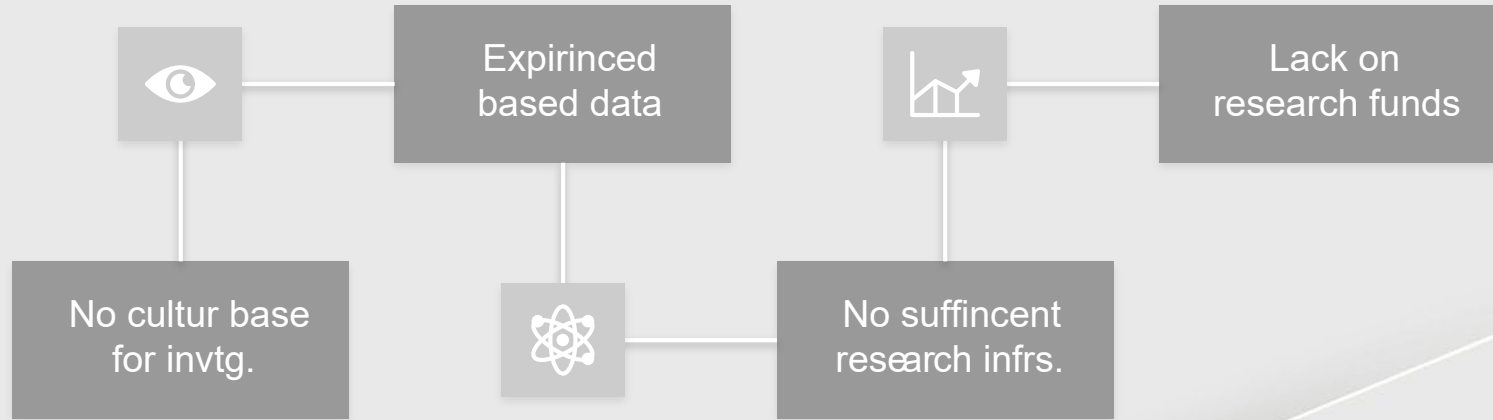 Expirinced
based data
Lack on
research funds
No cultur base
for invtg.
No suffincent
research infrs.